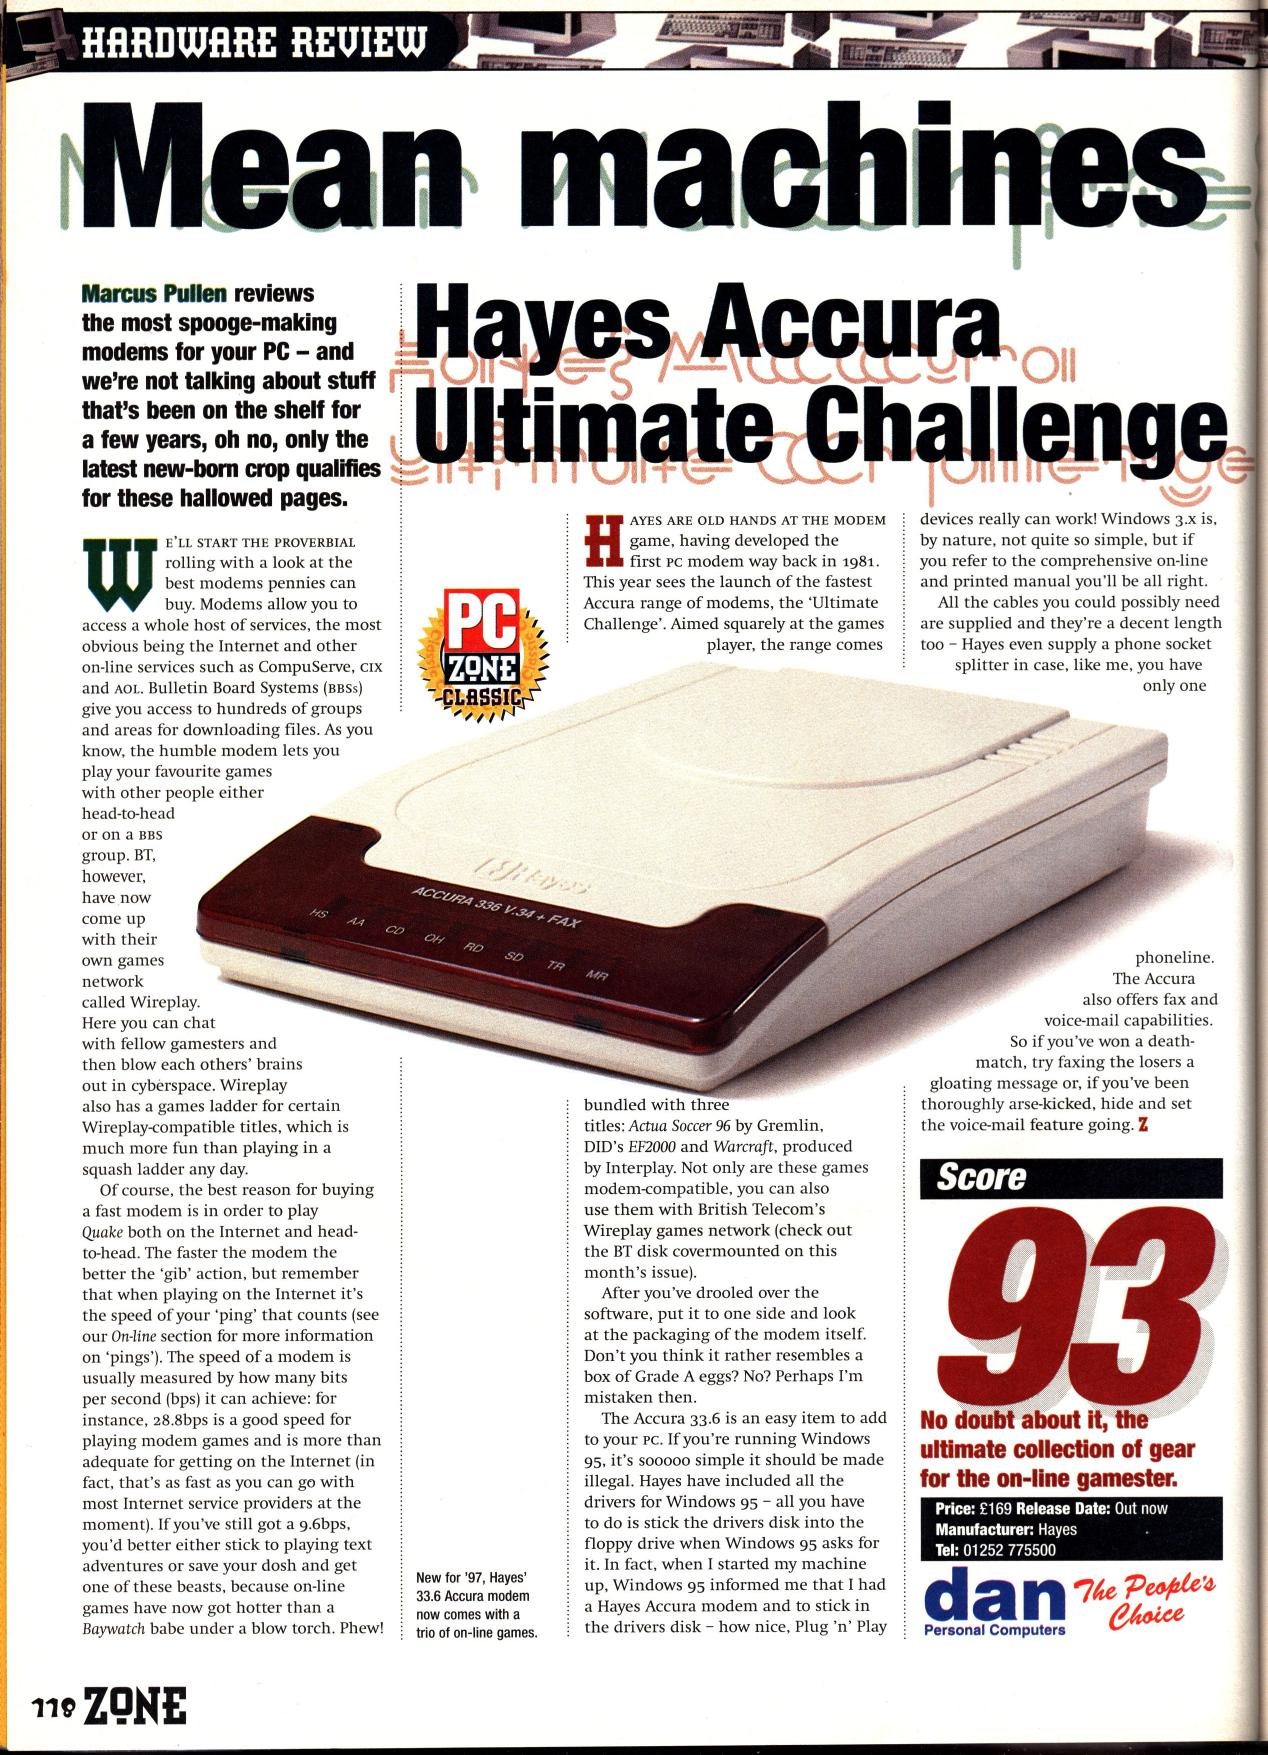 HARDWARE REVIEW
Mean machines
Marcus Pullen reviews
the most spooge-making
modems for your PC – and
we're not talking about stuff
that's been on the shelf for
a few years, oh no, only the
latest new-born crop qualifies
for these hallowed pages.
WE'LL START THE PROVERBIAL
rolling with a look at the
best modems pennies can
buy. Modems allow you to
access a whole host of services, the most
obvious being the Internet and other
on-line services such as CompuServe, CIX
and AOL. Bulletin Board Systems (BBSs)
give you access to hundreds of groups
and areas for downloading files. As you
know, the humble modem lets you
play your favourite games
with other people either
head-to-head
or on a BBS
group. BT,
however,
have now
come up
with their
own games
network
called Wireplay.
Here you can chat
with fellow gamesters and
then blow each others' brains
out in cyberspace. Wireplay
also has a games ladder for certain
Wireplay-compatible titles, which is
much more fun than playing in a
squash ladder any day.
Of course, the best reason for buying
a fast modem is in order to play
Quake both on the Internet and head-
to-head. The faster the modem the
better the 'gib' action, but remember
that when playing on the Internet it's
the speed of your 'ping' that counts (see
our On-line section for more information
on 'pings'). The speed of a modem is
usually measured by how many bits
per second (bps) it can achieve: for
instance, 28.8bps is a good speed for
playing modem games and is more than
adequate for getting on the Internet (in
fact, that's as fast as you can go with
most Internet service providers at the
moment). If you've still got a 9.6bps,
you'd better either stick to playing text
adventures or save your dosh and get
one of these beasts, because on-line
games have now got hotter than a
Baywatch babe under a blow torch. Phew!
Hayes Accura
Ultimate Challenge
PC
ZONE
CLASSIC
HAYES ARE OLD HANDS AT THE MODEM
game, having developed the
first PC modem way back in 1981.
This year sees the launch of the fastest
Accura range of modems, the 'Ultimate
Challenge'. Aimed squarely at the games
player, the range comes
Hayes
ACCURA 336 V.34 + FAX
HS AA CD OH RD SD TR MR
bundled with three
titles: Actua Soccer 96 by Gremlin,
DID's EF2000 and Warcraft, produced
by Interplay. Not only are these games
modem-compatible, you can also
use them with British Telecom's
Wireplay games network (check out
the BT disk covermounted on this
month's issue).
After you've drooled over the
software, put it to one side and look
at the packaging of the modem itself.
Don't you think it rather resembles a
box of Grade A eggs? No? Perhaps I'm
mistaken then.
The Accura 33.6 is an easy item to add
to your PC. If you're running Windows
95, it's sooooo simple it should be made
illegal. Hayes have included all the
drivers for Windows 95 – all you have
to do is stick the drivers disk into the
floppy drive when Windows 95 asks for
it. In fact, when I started my machine
up, Windows 95 informed me that I had
a Hayes Accura modem and to stick in
the drivers disk – how nice, Plug 'n' Play
New for '97, Hayes'
33.6 Accura modem
now comes with a
trio of on-line games.
devices really can work! Windows 3.x is,
by nature, not quite so simple, but if
you refer to the comprehensive on-line
and printed manual you'll be all right.
All the cables you could possibly need
are supplied and they're a decent length
too – Hayes even supply a phone socket
splitter in case, like me, you have
only one
phoneline.
The Accura
also offers fax and
voice-mail capabilities.
So if you've won a death-
match, try faxing the losers a
gloating message or, if you've been
thoroughly arse-kicked, hide and set
the voice-mail feature going. Z
Score
93
No doubt about it, the
ultimate collection of gear
for the on-line gamester.
Price: £169 Release Date: Out now
Manufacturer: Hayes
Tel: 01252 775500
dan
Personal Computers
The People's
Choice
118 ZONE